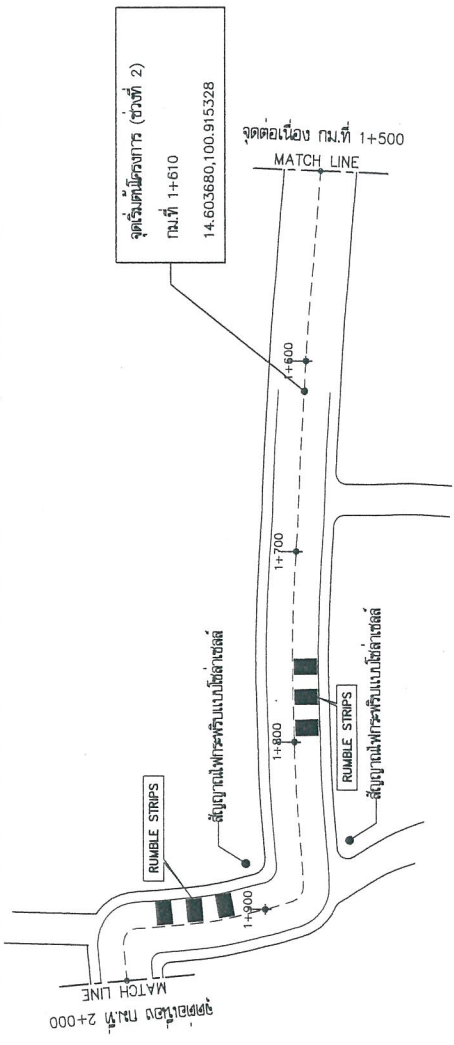 จุดเริ่มต้นโครงการ (ช่วงที่ 2)
กม.ที่ 1+610
14.603680,100.915328
จุดต่อเนื่อง กม.ที่ 1+500
MATCH LINE
1+600
1+700
สัญญาณไฟกระพริบแบบโซล่าเซลล์
RUMBLE STRIPS
1+800
RUMBLE STRIPS
สัญญาณไฟกระพริบแบบโซล่าเซลล์
1+900
MATCH LINE
จุดต่อเนื่อง กม.ที่ 2+000